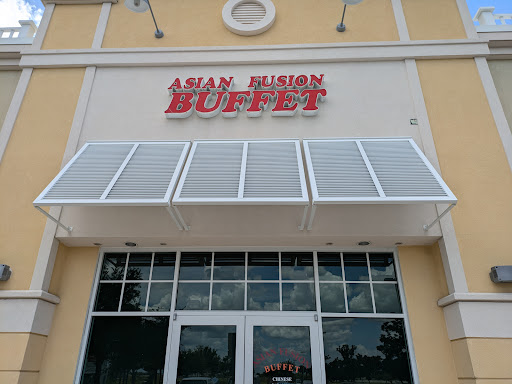 ASIAN FUSION
BUFFET
BUFFET
CHINESE